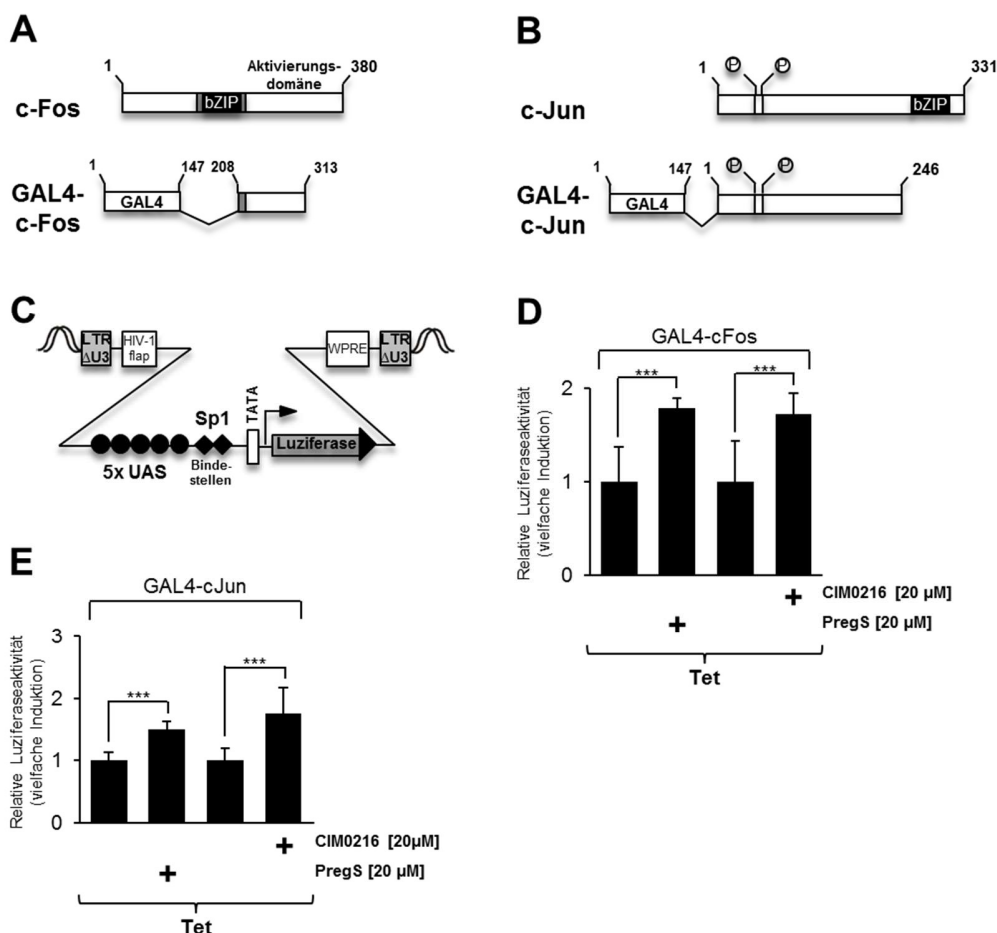 A
1
Aktivierungs-
domäne
380
c-Fos
bZIP
1
147
208
313
GAL4-
c-Fos
GAL4
B
1
P
P
331
c-Jun
bZIP
1
147
1
P
P
246
GAL4-
c-Jun
GAL4
C
LTR
ΔU3
HIV-1
flap
WPRE
LTR
ΔU3
Sp1
TATA
Luziferase
5x UAS
Binde-
stellen
D
GAL4-cFos
Relative Luziferaseaktivität
(vielfache Induktion)
2
1
0
***
***
+
CIM0216 [20 µM]
+
PregS [20 µM]
Tet
E
GAL4-cJun
Relative Luziferaseaktivität
(vielfache Induktion)
3
2
1
0
***
***
+
CIM0216 [20µM]
+
PregS [20 µM]
Tet